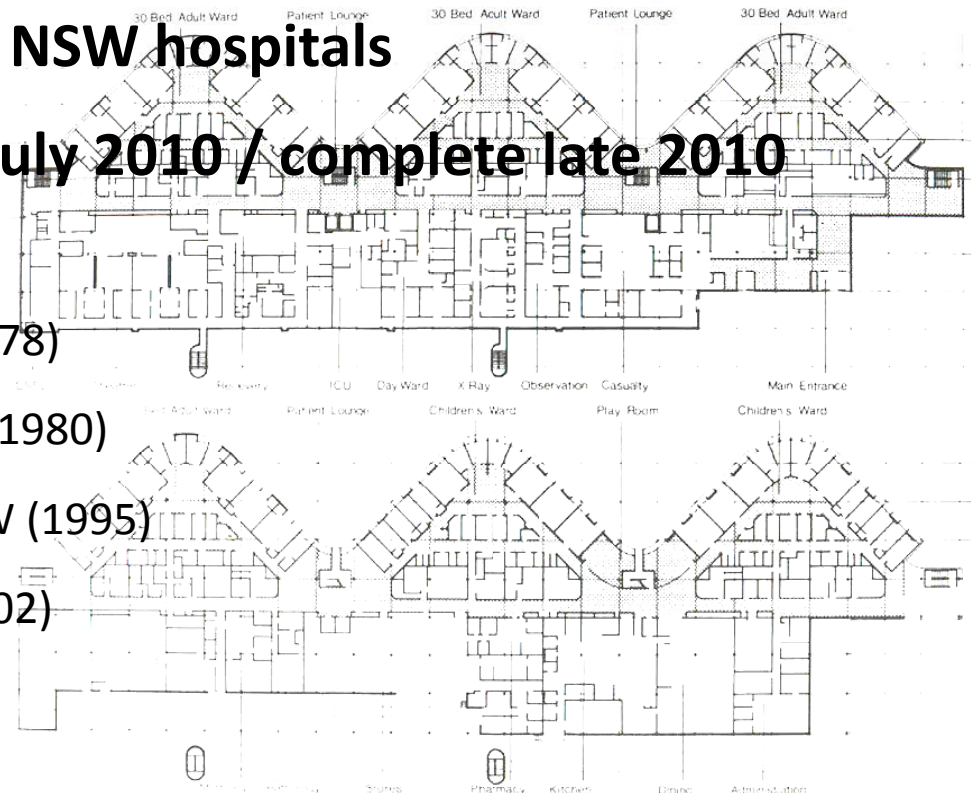 30 Bed Adult Ward Patient Lounge 30 Bed Acult Ward Patient Lounge 30 Bed Adult Ward
NSW hospitals
uly 2010 / complete late 2010
78)
Recovery ICU Day Ward X Ray Observation Casualty Main Entrance
Adult Ward Patient Lounge Children's Ward Play Room Children's Ward
1980)
(1995)
02)
Stores Pharmacy Kitchen Dining Administration